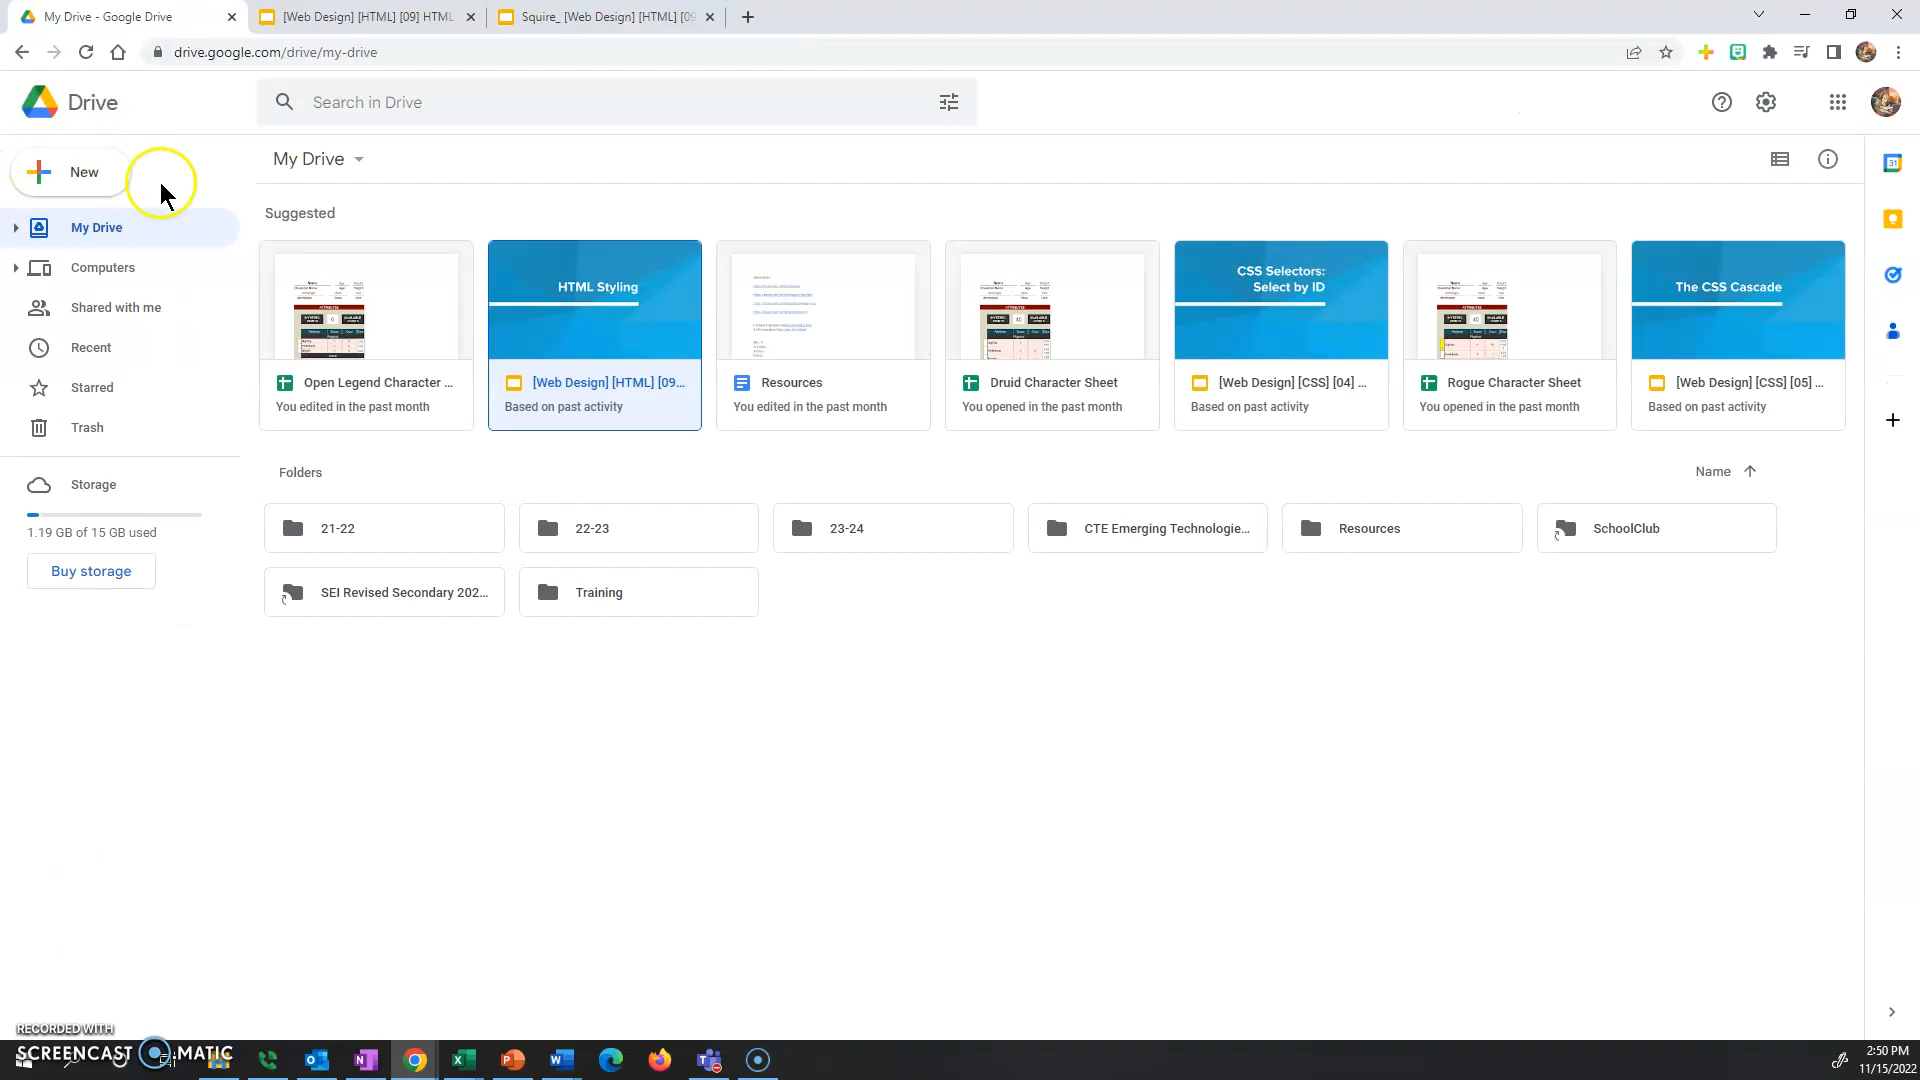 My Drive - Google Drive
[Web Design] [HTML] [09] HTML
Squire_ [Web Design] [HTML] [09
drive.google.com/drive/my-drive
Drive
Search in Drive
New
My Drive
Computers
Shared with me
Recent
Starred
Trash
Storage
1.19 GB of 15 GB used
Buy storage
My Drive
Suggested
HTML Styling
CSS Selectors:
Select by ID
The CSS Cascade
Open Legend Character ...
You edited in the past month
[Web Design] [HTML] [09...
Based on past activity
Resources
You edited in the past month
Druid Character Sheet
You opened in the past month
[Web Design] [CSS] [04] ...
Based on past activity
Rogue Character Sheet
You opened in the past month
[Web Design] [CSS] [05] ...
Based on past activity
Folders
Name
21-22
22-23
23-24
CTE Emerging Technologie...
Resources
SchoolClub
SEI Revised Secondary 202...
Training
31
RECORDED WITH
SCREENCAST MATIC
2:50 PM
11/15/2022